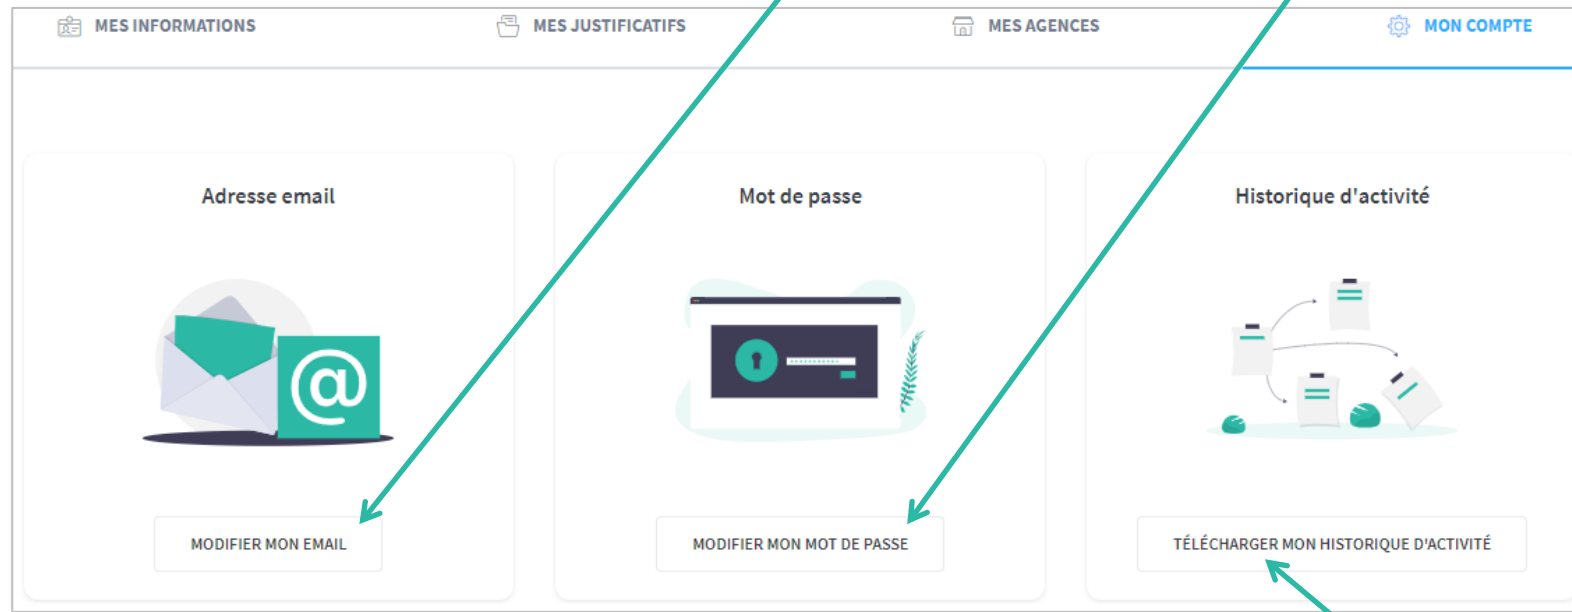 MES INFORMATIONS
MES JUSTIFICATIFS
MES AGENCES
MON COMPTE
Adresse email
Mot de passe
Historique d'activité
@
MODIFIER MON EMAIL
MODIFIER MON MOT DE PASSE
TÉLÉCHARGER MON HISTORIQUE D'ACTIVITÉ